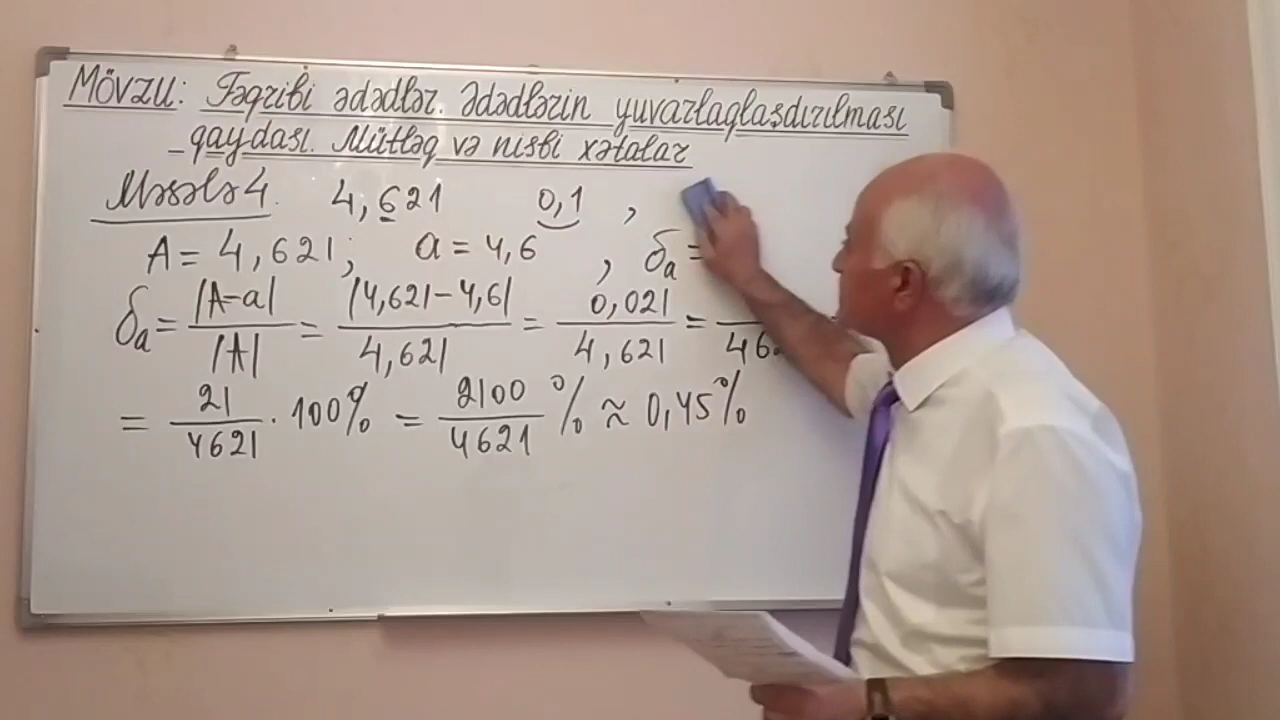 MÖVZU: Təqribi ədədlər. Ədədlərin yuvarlaqlaşdırılması
qaydası. Mütləq və nisbi xətalar
Məsələ 4. 4,621 0,1 ,
A = 4,621; a = 4,6 , δₐ =
δₐ = |A-a| / |A| = |4,621 - 4,6| / 4,621 = 0,021 / 4,621 =
= 21 / 4621 · 100% = 2100 / 4621 % ≈ 0,45%